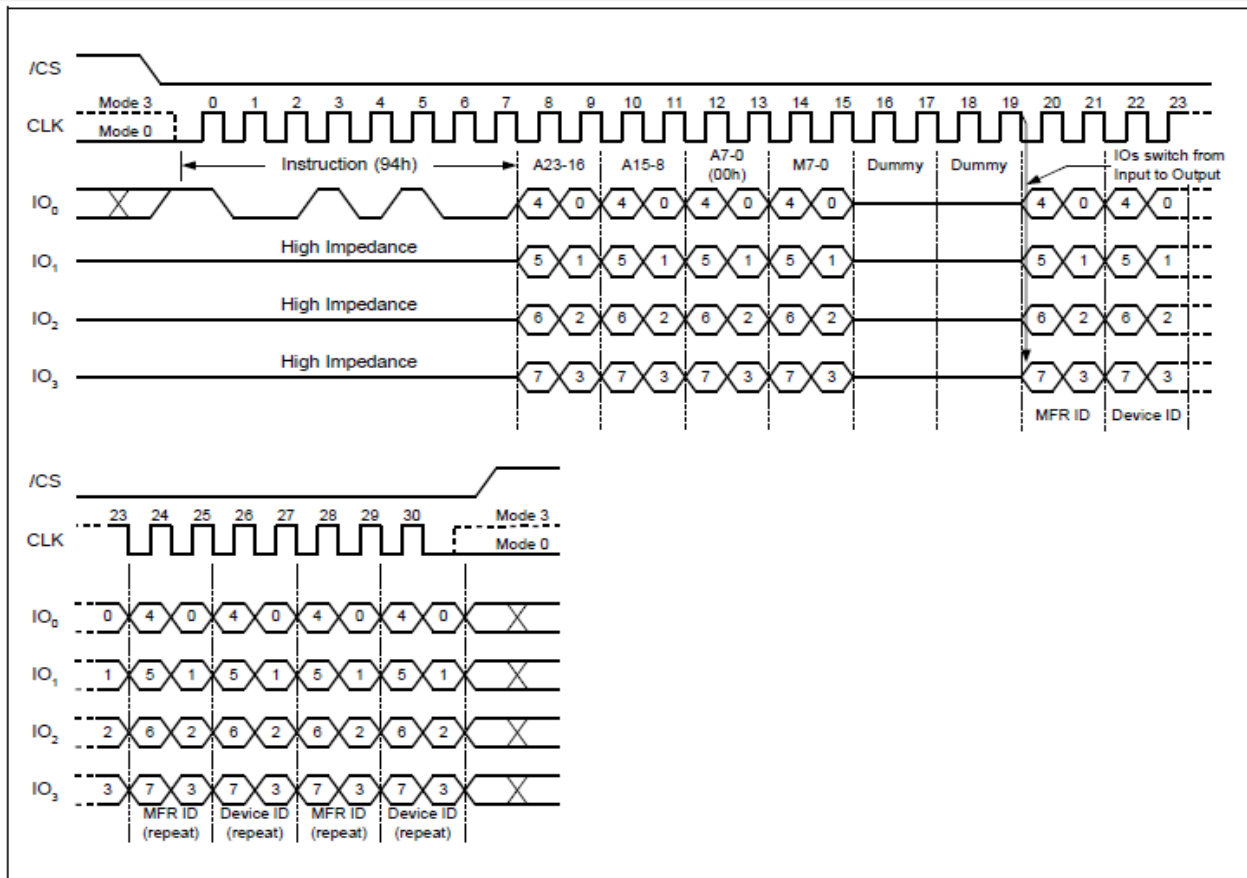 /CS
Mode 3 0 1 2 3 4 5 6 7 8 9 10 11 12 13 14 15 16 17 18 19 20 21 22 23
CLK Mode 0
Instruction (94h) A23-16 A15-8 A7-0 (00h) M7-0 Dummy Dummy IOs switch from
Input to Output
IO0 4 0 4 0 4 0 4 0 4 0 4 0
High Impedance
IO1 5 1 5 1 5 1 5 1 5 1 5 1
High Impedance
IO2 6 2 6 2 6 2 6 2 6 2 6 2
High Impedance
IO3 7 3 7 3 7 3 7 3 7 3 7 3
MFR ID Device ID
/CS
23 24 25 26 27 28 29 30 Mode 3
CLK Mode 0
IO0 0 4 0 4 0 4 0 4 0
IO1 1 5 1 5 1 5 1 5 1
IO2 2 6 2 6 2 6 2 6 2
IO3 3 7 3 7 3 7 3 7 3
MFR ID Device ID MFR ID Device ID
(repeat) (repeat) (repeat) (repeat)